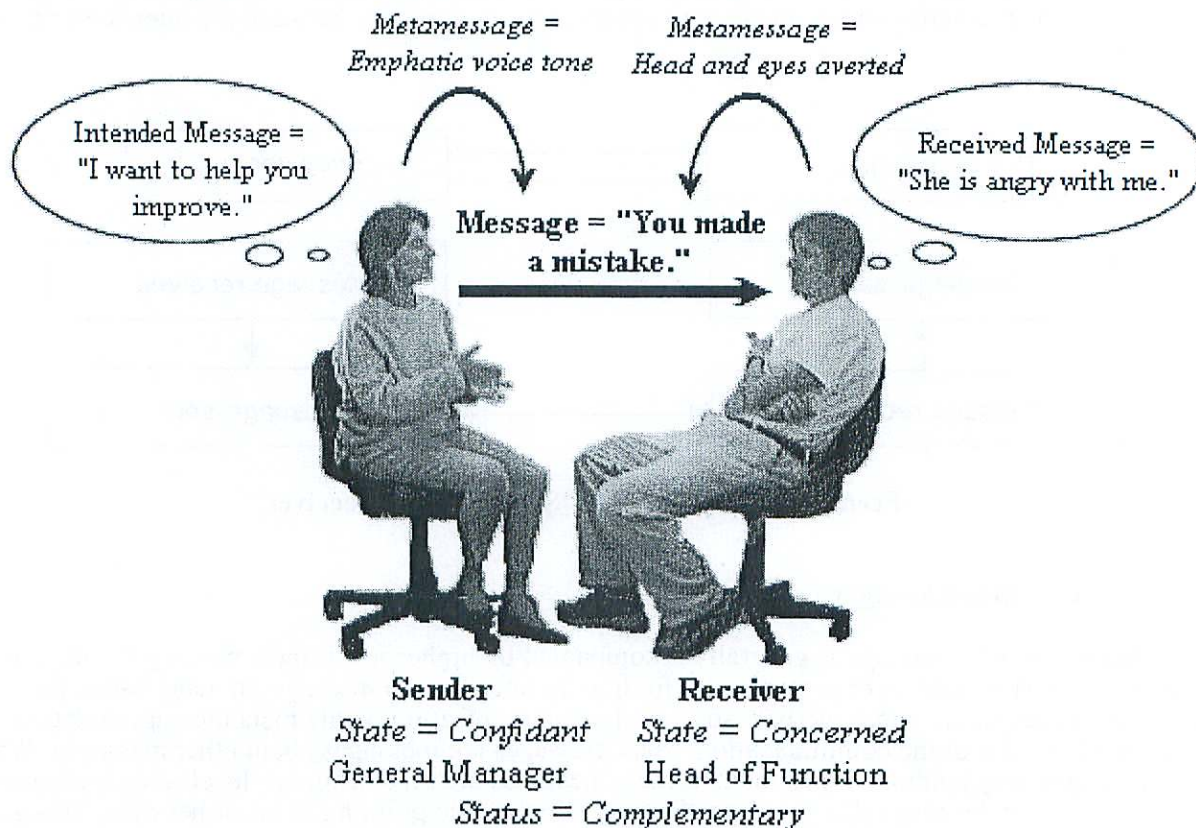 Metamessage =
Emphatic voice tone
Metamessage =
Head and eyes averted
Intended Message =
"I want to help you
improve."
Received Message =
"She is angry with me."
Message = "You made
a mistake."
Sender
State = Confidant
General Manager
Receiver
State = Concerned
Head of Function
Status = Complementary